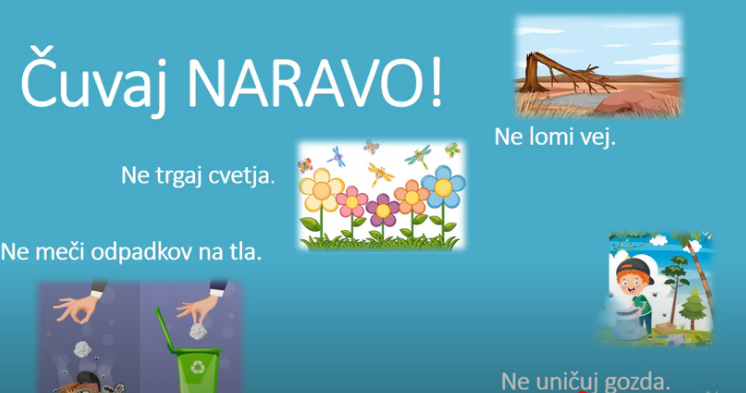 Čuvaj NARAVO!
Ne lomi vej.
Ne trgaj cvetja.
Ne meči odpadkov na tla.
Ne uničuj gozda.